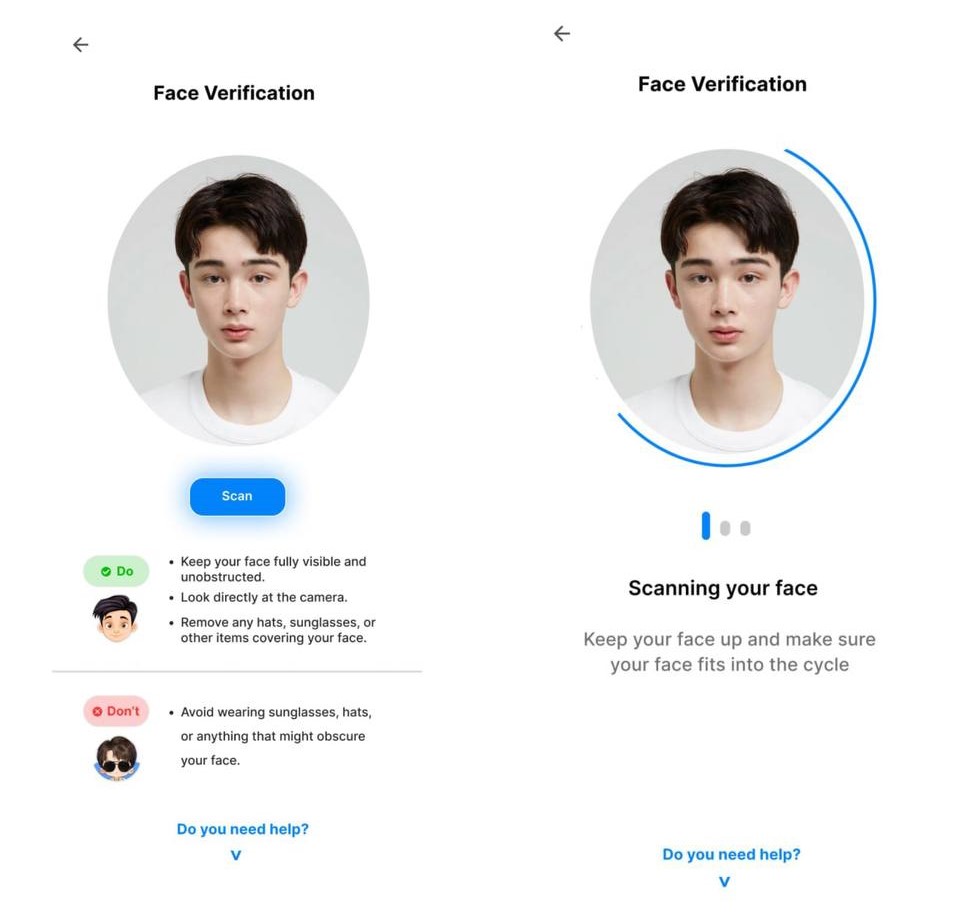 Face Verification
Scan
Do
• Keep your face fully visible and
unobstructed.
• Look directly at the camera.
• Remove any hats, sunglasses, or
other items covering your face.
Don't
• Avoid wearing sunglasses, hats,
or anything that might obscure
your face.
Do you need help?
v
Face Verification
Scanning your face
Keep your face up and make sure
your face fits into the cycle
Do you need help?
v